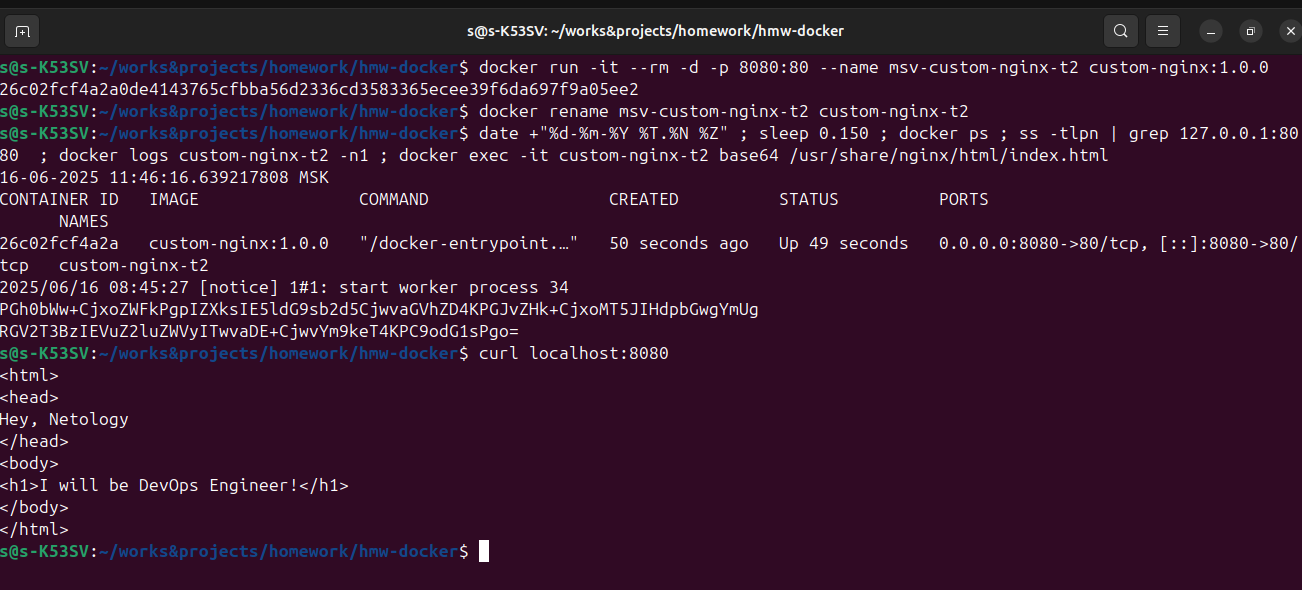 s@s-K53SV: ~/works&projects/homework/hmw-docker
s@s-K53SV:~/works&projects/homework/hmw-docker$ docker run -it --rm -d -p 8080:80 --name msv-custom-nginx-t2 custom-nginx:1.0.0
26c02fcf4a2a0de4143765cfbba56d2336cd3583365ecee39f6da697f9a05ee2
s@s-K53SV:~/works&projects/homework/hmw-docker$ docker rename msv-custom-nginx-t2 custom-nginx-t2
s@s-K53SV:~/works&projects/homework/hmw-docker$ date +"%d-%m-%Y %T.%N %Z" ; sleep 0.150 ; docker ps ; ss -tlpn | grep 127.0.0.1:80
80  ; docker logs custom-nginx-t2 -n1 ; docker exec -it custom-nginx-t2 base64 /usr/share/nginx/html/index.html
16-06-2025 11:46:16.639217808 MSK
CONTAINER ID   IMAGE                COMMAND                  CREATED          STATUS          PORTS
      NAMES
26c02fcf4a2a   custom-nginx:1.0.0   "/docker-entrypoint.…"   50 seconds ago   Up 49 seconds   0.0.0.0:8080->80/tcp, [::]:8080->80/
tcp   custom-nginx-t2
2025/06/16 08:45:27 [notice] 1#1: start worker process 34
PGh0bWw+CjxoZWFkPgpIZXksIE5ldG9sb2d5CjwvaGVhZD4KPGJvZHk+CjxoMT5JIHdpbGwgYmUg
RGV2T3BzIEVuZ2luZWVyITwvaDE+CjwvYm9keT4KPC9odG1sPgo=
s@s-K53SV:~/works&projects/homework/hmw-docker$ curl localhost:8080
<html>
<head>
Hey, Netology
</head>
<body>
<h1>I will be DevOps Engineer!</h1>
</body>
</html>
s@s-K53SV:~/works&projects/homework/hmw-docker$